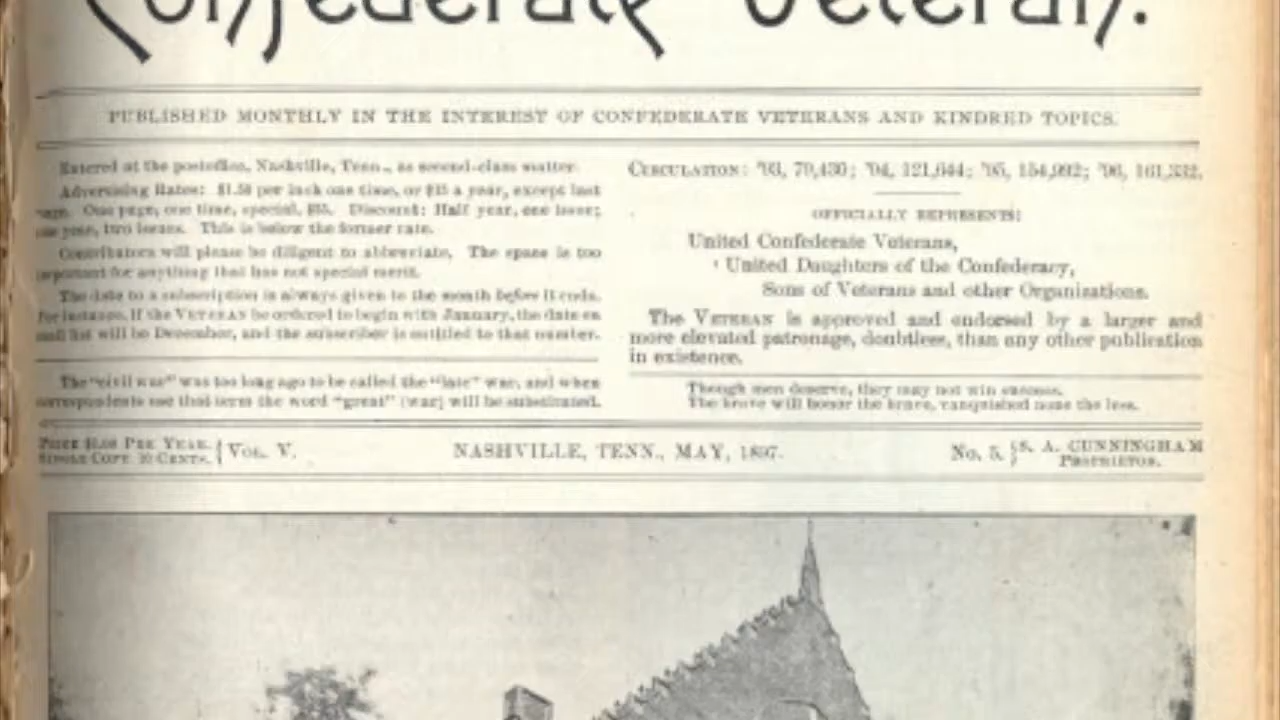 Confederate Veteran.
PUBLISHED MONTHLY IN THE INTEREST OF CONFEDERATE VETERANS AND KINDRED TOPICS.
Entered at the postoffice, Nashville, Tenn., as second-class matter.
Advertising Rates: $1.50 per inch one time, or $15 a year, except last
page. One page, one time, special, $35. Discount: Half year, one issue;
one year, two issues. This is below the former rate.
Contributors will please be diligent to abbreviate. The space is too
important for anything that has not special merit.
The date to a subscription is always given to the month before it ends.
For instance, if the VETERAN be ordered to begin with January, the date on
mail list will be December, and the subscriber is entitled to that number.
The "civil war" was too long ago to be called the "late" war, and when
correspondents use that term the word "great" (war) will be substituted.
CIRCULATION: '93, 79,430; '94, 121,644; '95, 154,992; '96, 161,332.
OFFICIALLY REPRESENTS:
United Confederate Veterans,
United Daughters of the Confederacy,
Sons of Veterans and other Organizations.
The VETERAN is approved and endorsed by a larger and
more elevated patronage, doubtless, than any other publication
in existence.
Though men deserve, they may not win success.
The brave will honor the brave, vanquished none the less.
PRICE $1.00 PER YEAR. VOL. V. NASHVILLE, TENN., MAY, 1897. No. 5. S. A. CUNNINGHAM
SINGLE COPY 10 CENTS. PROPRIETOR.